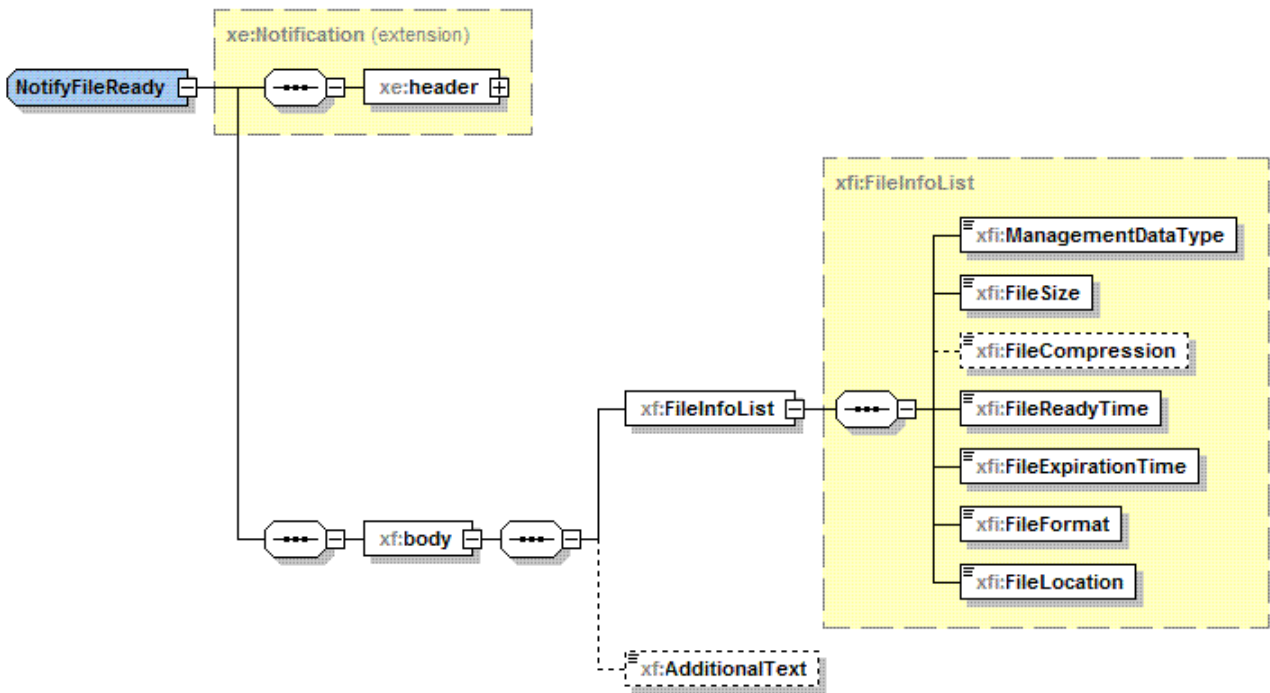 xe:Notification (extension)
NotifyFileReady
xe:header
xfi:FileInfoList
xfi:ManagementDataType
xfi:FileSize
xfi:FileCompression
xf:FileInfoList
xfi:FileReadyTime
xfi:FileExpirationTime
xfi:FileFormat
xf:body
xfi:FileLocation
xf:AdditionalText